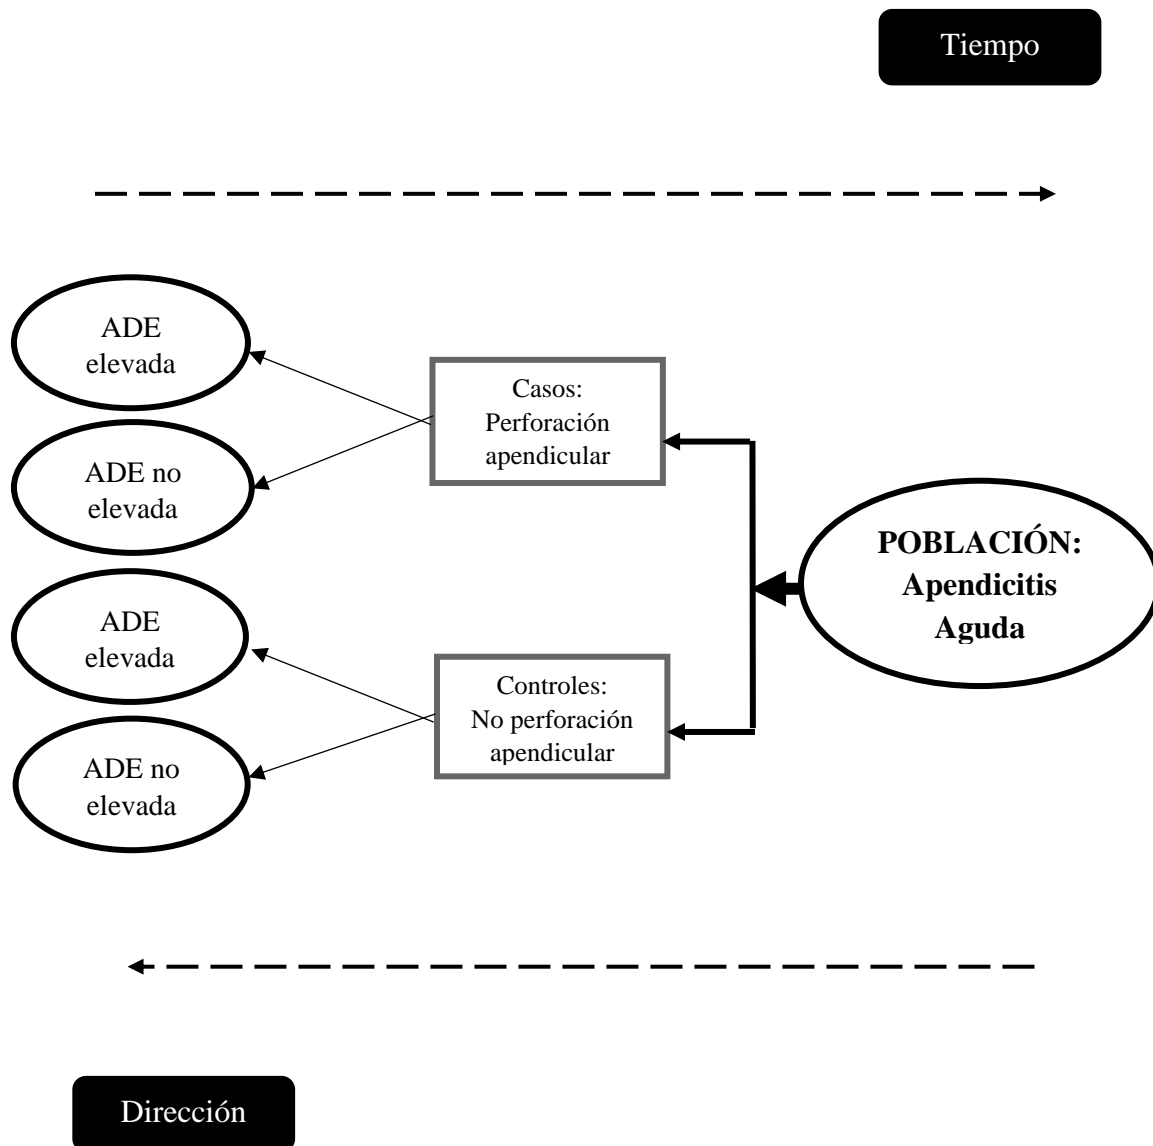 Tiempo
ADE
elevada
ADE no
elevada
Casos:
Perforación
apendicular
POBLACIÓN:
Apendicitis
Aguda
ADE
elevada
ADE no
elevada
Controles:
No perforación
apendicular
Dirección